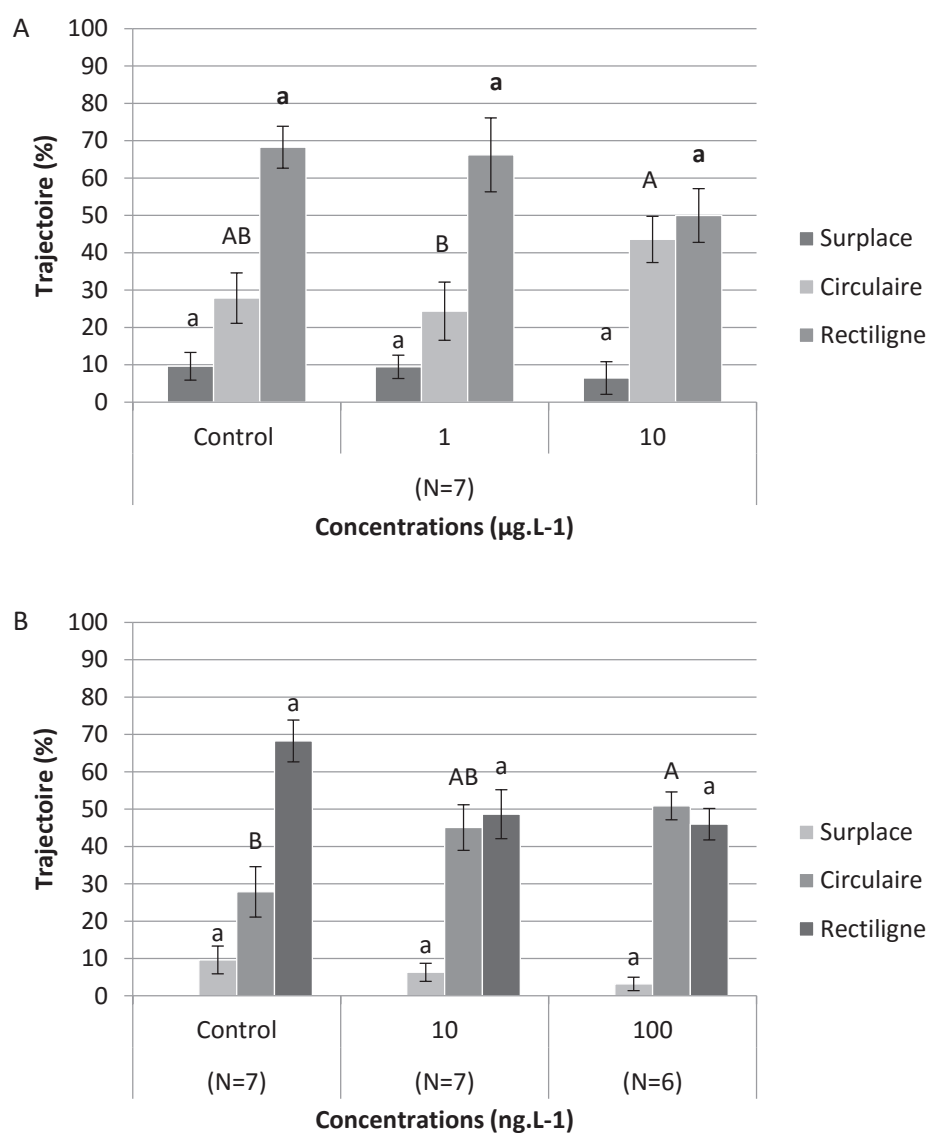 A
100
90
80
70
60
50
40
30
20
10
0
Trajectoire (%)
a AB a
a B a
a A a
Control 1 10
(N=7)
Concentrations (µg.L-1)
Surplace
Circulaire
Rectiligne
B
100
90
80
70
60
50
40
30
20
10
0
Trajectoire (%)
a B a
a AB a
a A a
Control 10 100
(N=7) (N=7) (N=6)
Concentrations (ng.L-1)
Surplace
Circulaire
Rectiligne